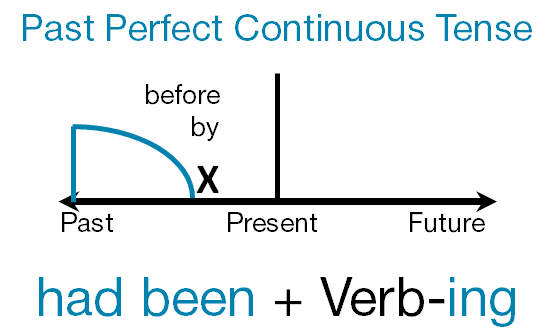 Past Perfect Continuous Tense
before
by
X
Past Present Future
had been + Verb-ing